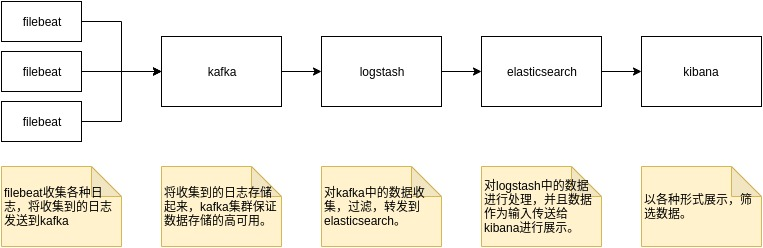 filebeat
filebeat
filebeat
kafka
logstash
elasticsearch
kibana
filebeat收集各种日
志，将收集到的日志
发送到kafka
将收集到的日志存储
起来，kafka集群保证
数据存储的高可用。
对kafka中的数据
收集，过滤，转发到
elasticsearch。
对logstash中的数据
进行处理，并且数据
作为输入传送给
kibana进行展示。
以各种形式展示，筛
选数据。